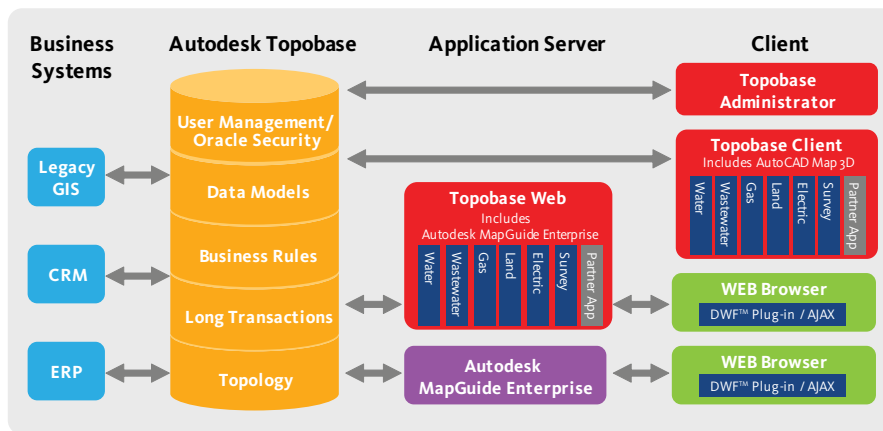 Business
Systems
Autodesk Topobase
Application Server
Client
Legacy
GIS
CRM
ERP
User Management/
Oracle Security
Data Models
Business Rules
Long Transactions
Topology
Topobase Web
Includes
Autodesk MapGuide Enterprise
Water
Wastewater
Gas
Land
Electric
Survey
Partner App
Autodesk
MapGuide Enterprise
Topobase
Administrator
Topobase Client
Includes AutoCAD Map 3D
Water
Wastewater
Gas
Land
Electric
Survey
Partner App
WEB Browser
DWF™ Plug-in / AJAX
WEB Browser
DWF™ Plug-in / AJAX